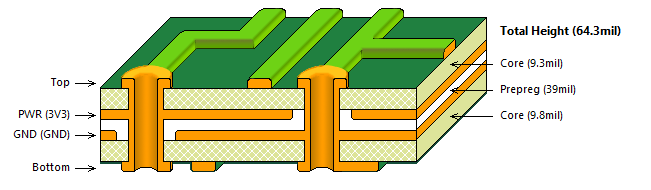 Total Height (64.3mil)
Core (9.3mil)
Top
Prepreg (39mil)
PWR (3V3)
Core (9.8mil)
GND (GND)
Bottom